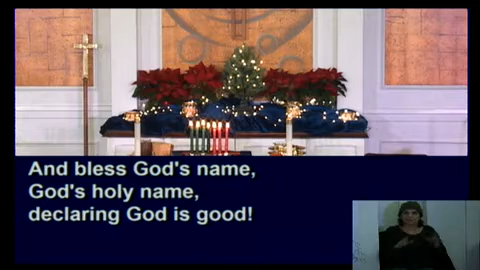 And bless God's name,
God's holy name,
declaring God is good!